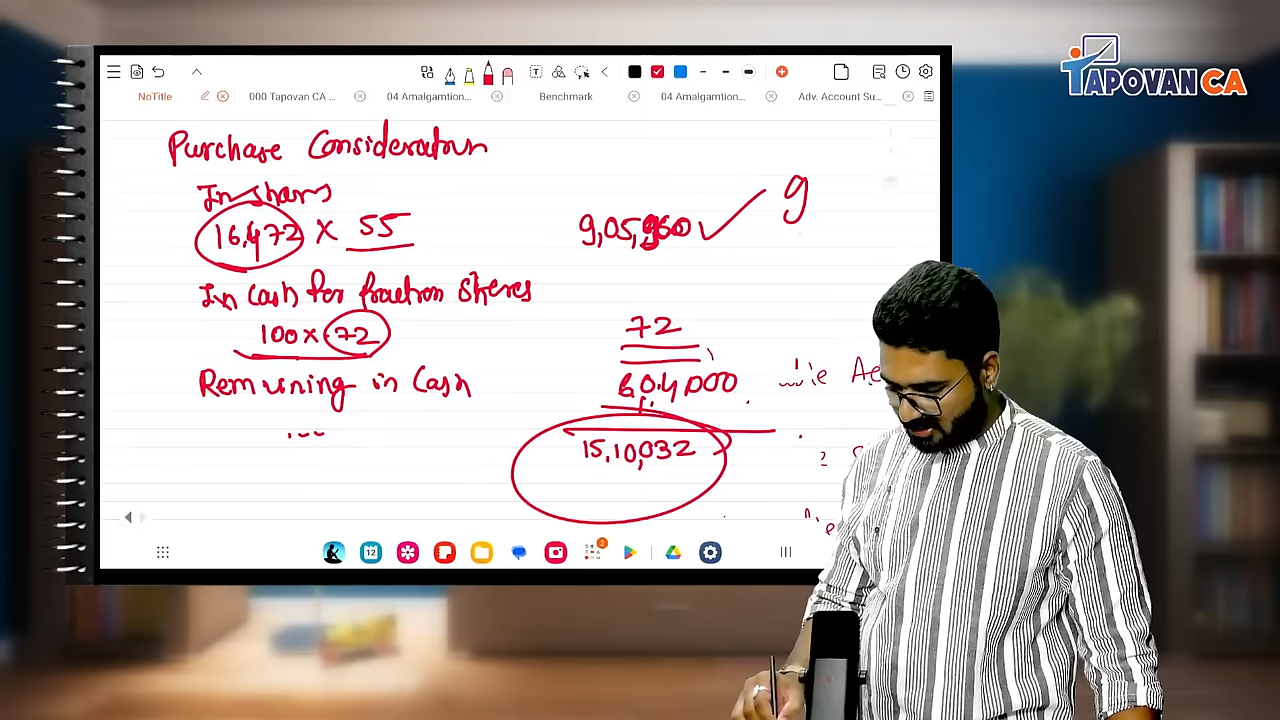 TAPOVAN CA
NoTitle
000 Tapovan CA ...
04 Amalgamtion...
Benchmark
04 Amalgamtion...
Adv. Account Su...
Purchase Consideration
In shares
16,472 X 55
9,05,960
9
In Cash for fraction Shares
100 x .72
72
Remaining in Cash
6,04,000
15,10,032
12
2